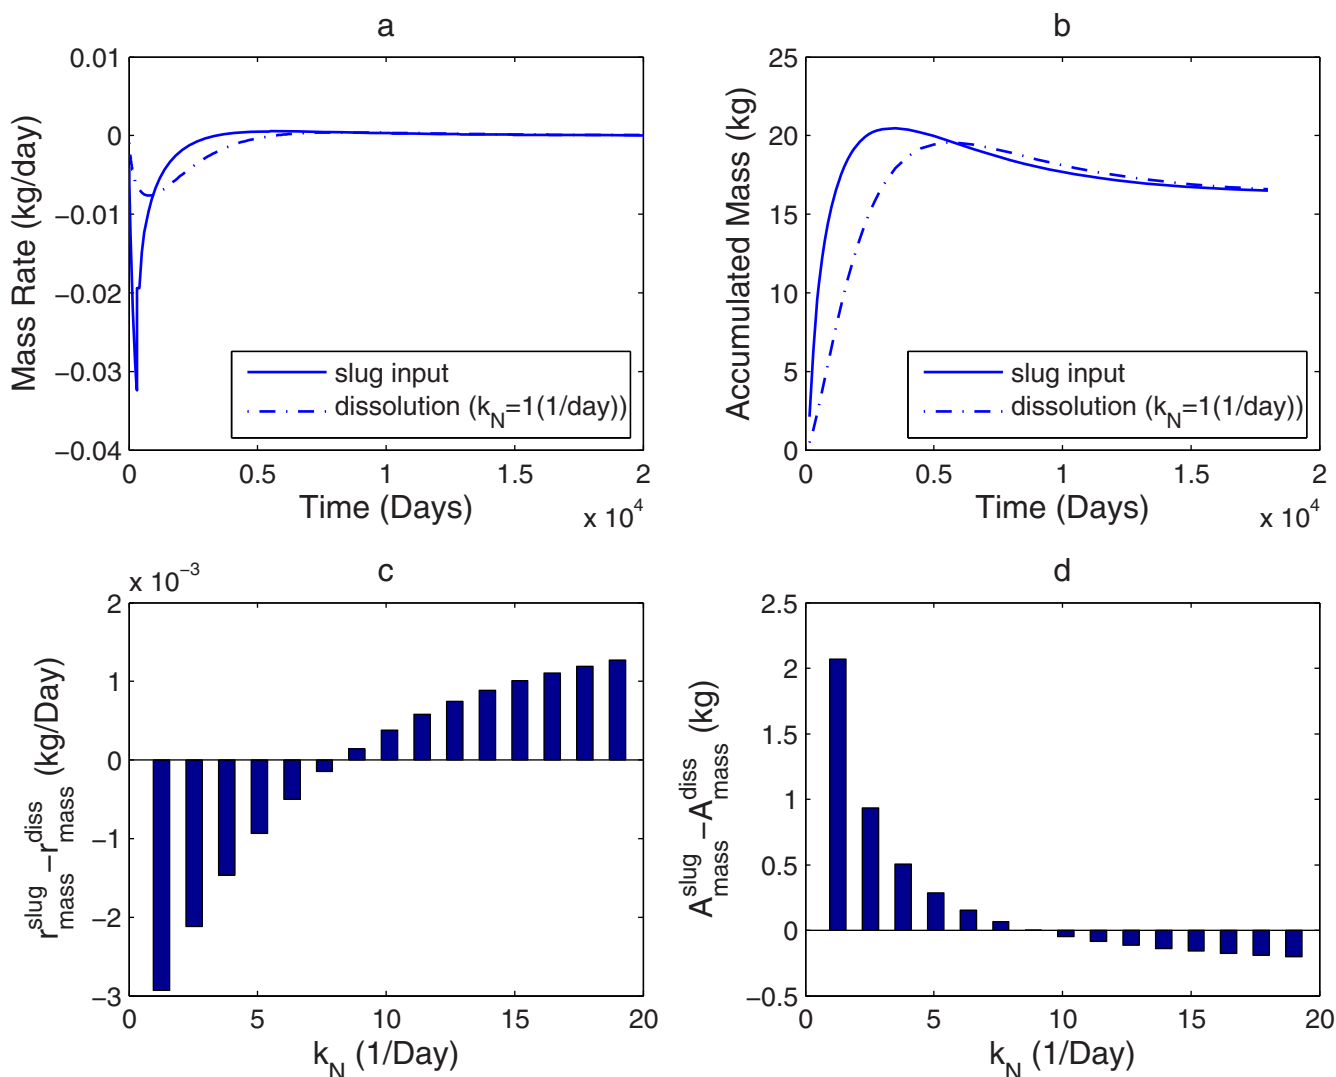 a
0.01
0
−0.01
−0.02
−0.03
−0.04
Mass Rate (kg/day)
slug input
dissolution (k_N=1(1/day))
0 0.5 1 1.5 2
Time (Days)
x 10^4
b
25
20
15
10
5
0
Accumulated Mass (kg)
slug input
dissolution (k_N=1(1/day))
0 0.5 1 1.5 2
Time (Days)
x 10^4
c
x 10^−3
2
1
0
−1
−2
−3
r_mass^slug −r_mass^diss (kg/Day)
0 5 10 15 20
k_N (1/Day)
d
2.5
2
1.5
1
0.5
0
−0.5
A_mass^slug −A_mass^diss (kg)
0 5 10 15 20
k_N (1/Day)